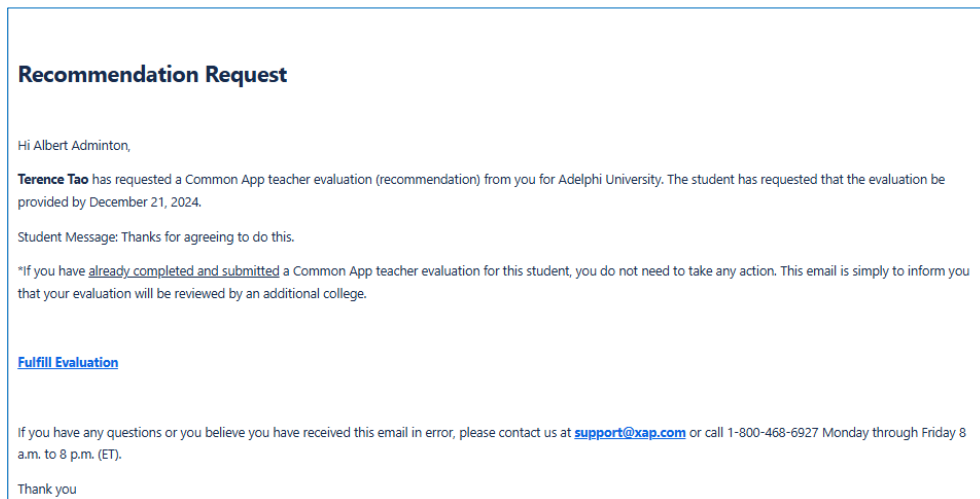 Recommendation Request
Hi Albert Adminton,
Terence Tao has requested a Common App teacher evaluation (recommendation) from you for Adelphi University. The student has requested that the evaluation be
provided by December 21, 2024.
Student Message: Thanks for agreeing to do this.
*If you have already completed and submitted a Common App teacher evaluation for this student, you do not need to take any action. This email is simply to inform you
that your evaluation will be reviewed by an additional college.
Fulfill Evaluation
If you have any questions or you believe you have received this email in error, please contact us at support@xap.com or call 1-800-468-6927 Monday through Friday 8
a.m. to 8 p.m. (ET).
Thank you